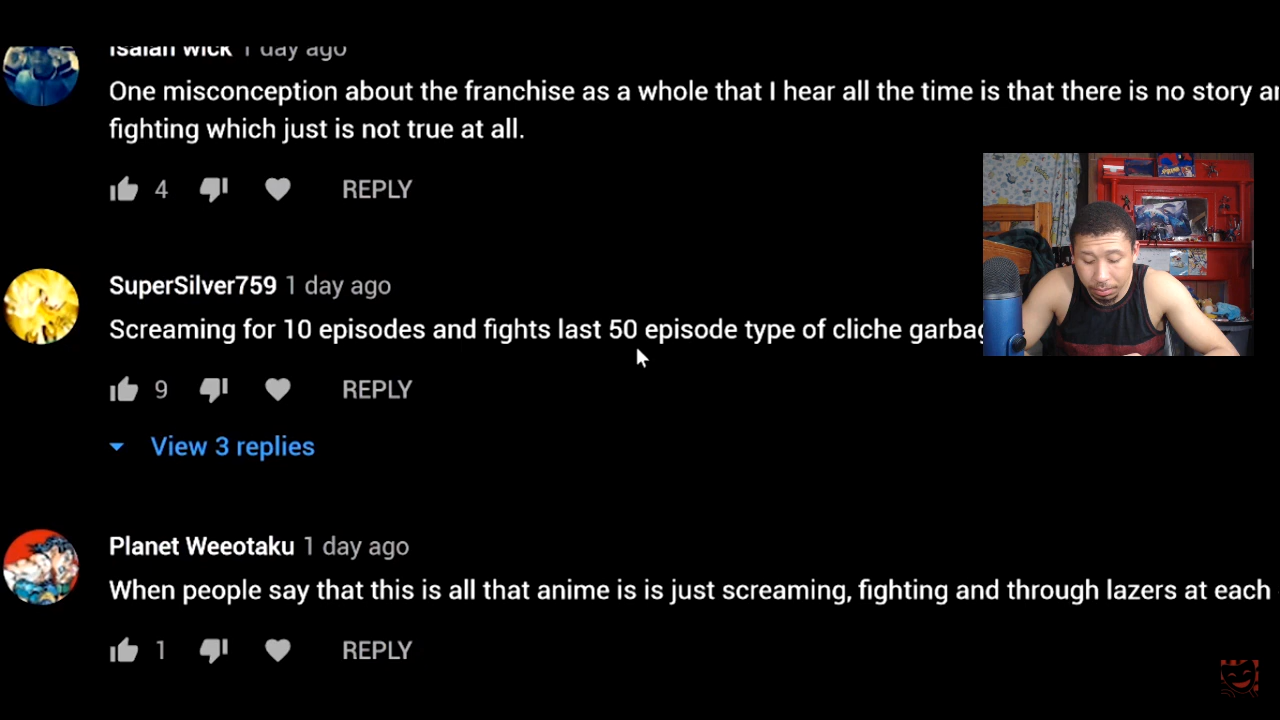 Isaiah Wick 1 day ago
One misconception about the franchise as a whole that I hear all the time is that there is no story
fighting which just is not true at all.
4 REPLY
SuperSilver759 1 day ago
Screaming for 10 episodes and fights last 50 episode type of cliche
9 REPLY
View 3 replies
Planet Weeotaku 1 day ago
When people say that this is all that anime is is just screaming, fighting and through lazers at each
1 REPLY